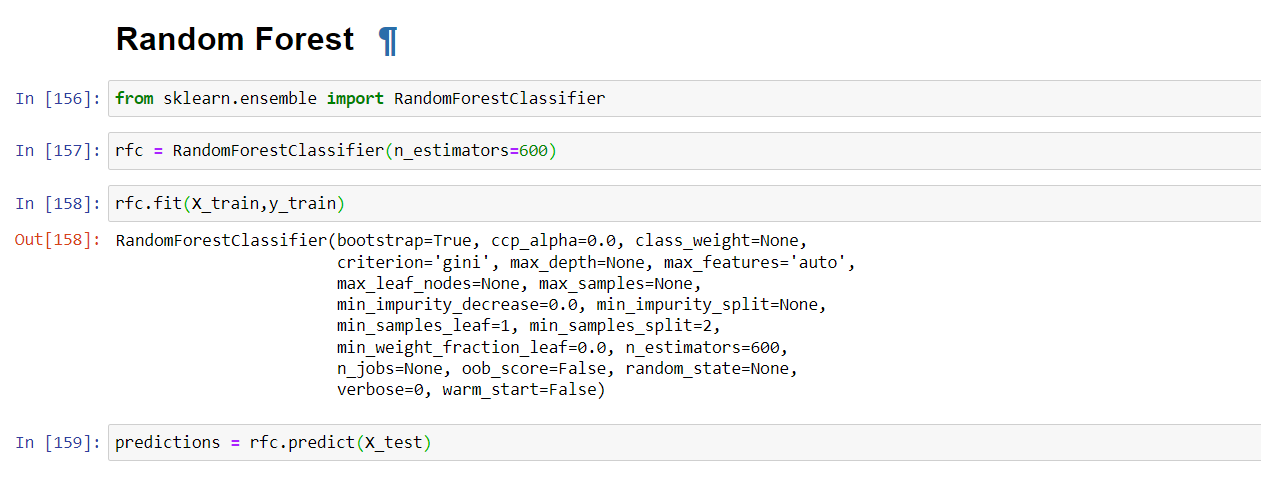 Random Forest ¶
In [156]: from sklearn.ensemble import RandomForestClassifier
In [157]: rfc = RandomForestClassifier(n_estimators=600)
In [158]: rfc.fit(X_train,y_train)
Out[158]: RandomForestClassifier(bootstrap=True, ccp_alpha=0.0, class_weight=None,
criterion='gini', max_depth=None, max_features='auto',
max_leaf_nodes=None, max_samples=None,
min_impurity_decrease=0.0, min_impurity_split=None,
min_samples_leaf=1, min_samples_split=2,
min_weight_fraction_leaf=0.0, n_estimators=600,
n_jobs=None, oob_score=False, random_state=None,
verbose=0, warm_start=False)
In [159]: predictions = rfc.predict(X_test)